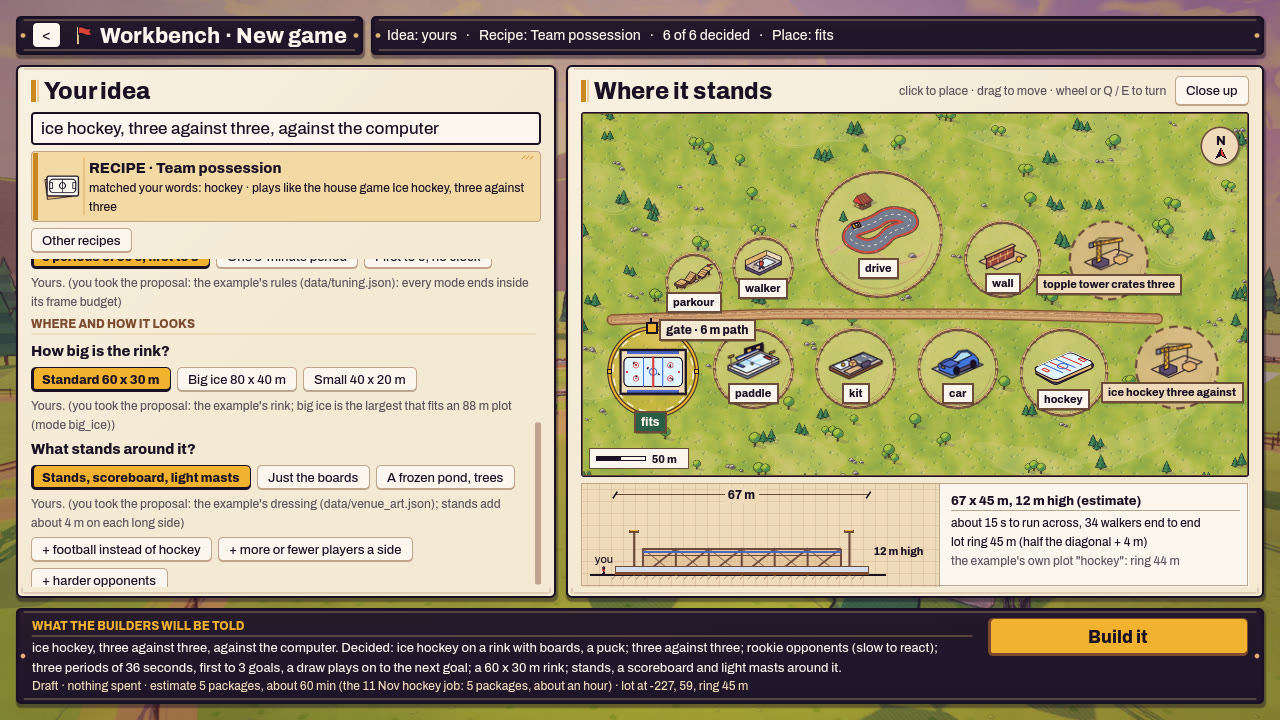 < Workbench · New game
Idea: yours · Recipe: Team possession · 6 of 6 decided · Place: fits
Your idea
ice hockey, three against three, against the computer
RECIPE · Team possession
matched your words: hockey · plays like the house game Ice hockey, three against
three
Other recipes
Yours. (you took the proposal: the example's rules (data/tuning.json): every mode ends inside
its frame budget)
WHERE AND HOW IT LOOKS
How big is the rink?
Standard 60 x 30 m
Big ice 80 x 40 m
Small 40 x 20 m
Yours. (you took the proposal: the example's rink; big ice is the largest that fits an 88 m plot
(mode big_ice))
What stands around it?
Stands, scoreboard, light masts
Just the boards
A frozen pond, trees
Yours. (you took the proposal: the example's dressing (data/venue_art.json); stands add
about 4 m on each long side)
+ football instead of hockey
+ more or fewer players a side
+ harder opponents
Where it stands
click to place · drag to move · wheel or Q / E to turn
Close up
N
drive
wall
topple tower crates three
walker
parkour
gate · 6 m path
paddle
kit
car
hockey
ice hockey three against
fits
50 m
67 m
you
12 m high
67 x 45 m, 12 m high (estimate)
about 15 s to run across, 34 walkers end to end
lot ring 45 m (half the diagonal + 4 m)
the example's own plot "hockey": ring 44 m
WHAT THE BUILDERS WILL BE TOLD
ice hockey, three against three, against the computer. Decided: ice hockey on a rink with boards, a puck; three against three; rookie opponents (slow to react);
three periods of 36 seconds, first to 3 goals, a draw plays on to the next goal; a 60 x 30 m rink; stands, a scoreboard and light masts around it.
Draft · nothing spent · estimate 5 packages, about 60 min (the 11 Nov hockey job: 5 packages, about an hour) · lot at -227, 59, ring 45 m
Build it